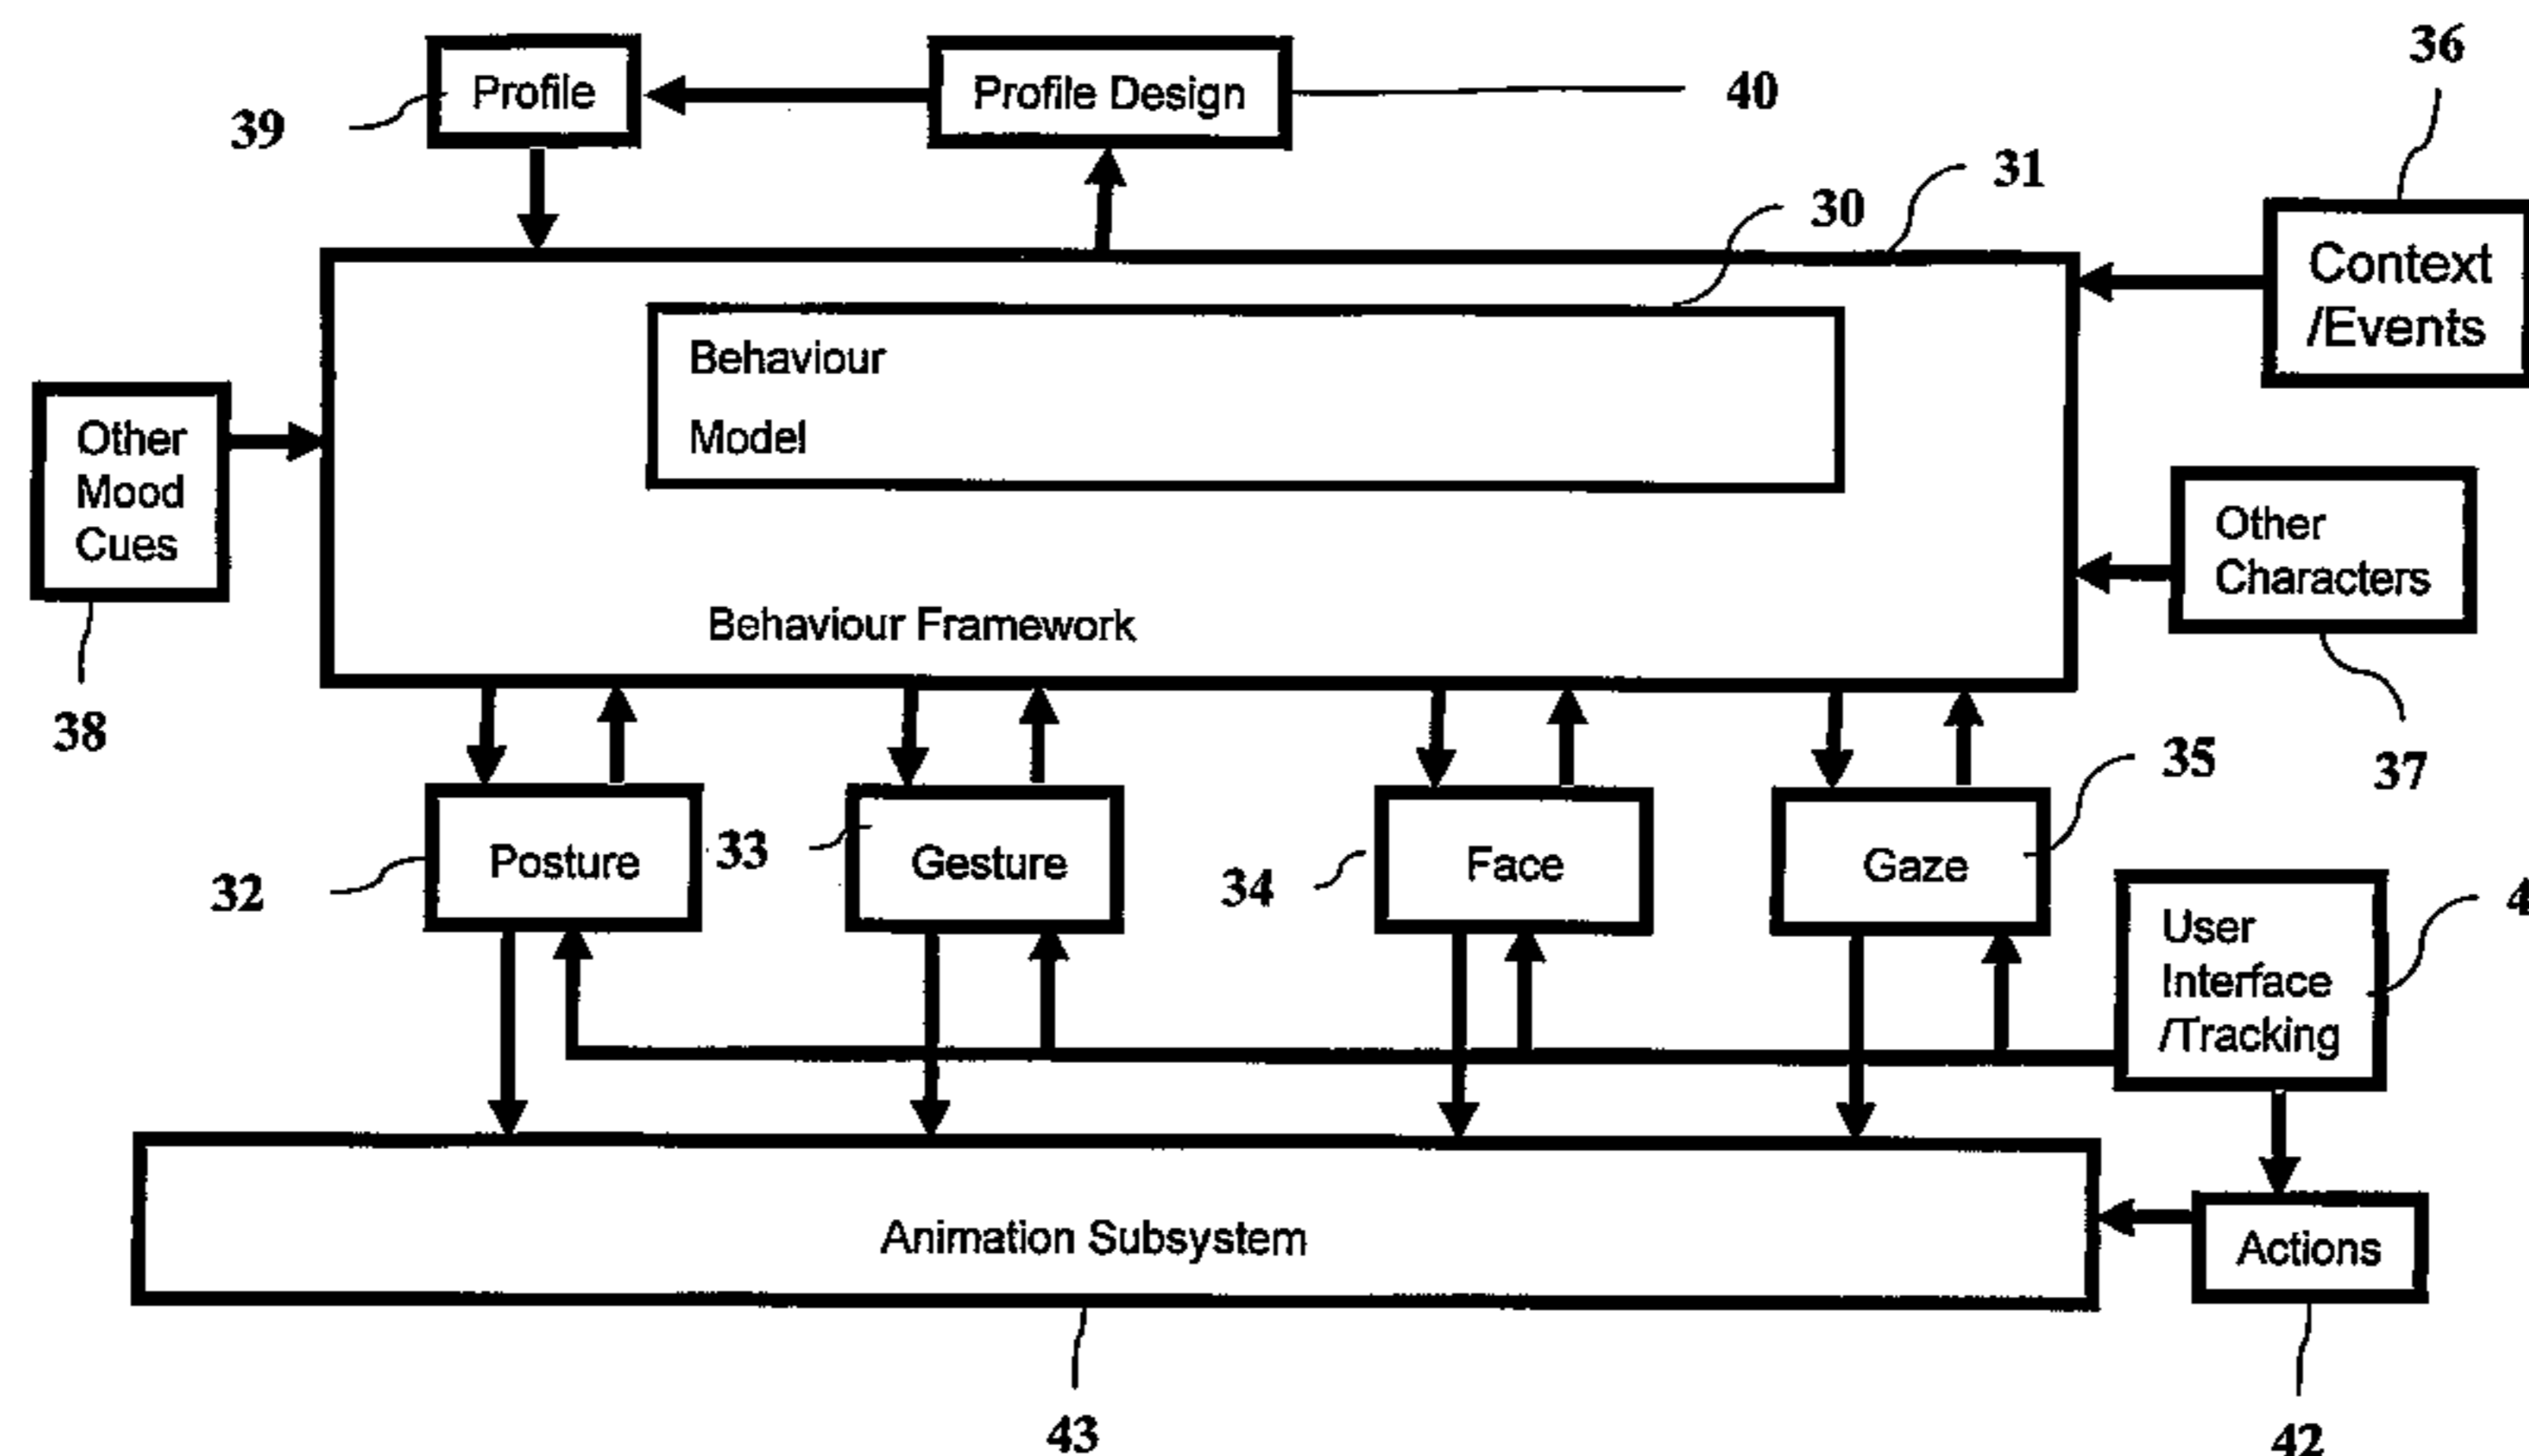 36
Profile
Profile Design
40
39
31
30
Context
/Events
Behaviour
Model
Other
Mood
Cues
Other
Characters
Behaviour Framework
38
37
35
33
Posture
Gesture
Face
Gaze
32
34
User
Interface
/Tracking
4
Animation Subsystem
Actions
43
42